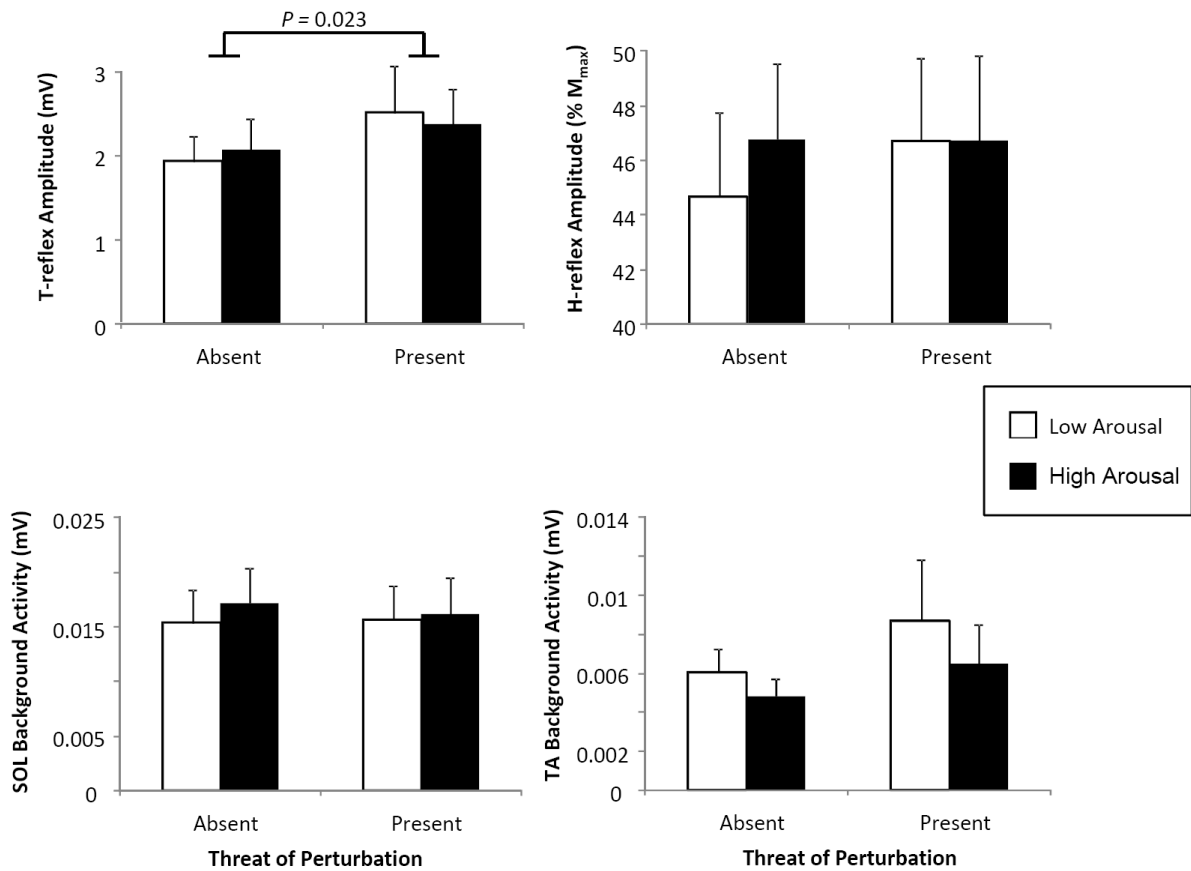 P = 0.023
T-reflex Amplitude (mV)
3
2
1
0
Absent
Present
H-reflex Amplitude (% Mmax)
50
48
46
44
42
40
Absent
Present
Low Arousal
High Arousal
SOL Background Activity (mV)
0.025
0.015
0.005
0
Absent
Present
Threat of Perturbation
TA Background Activity (mV)
0.014
0.01
0.006
0.002
0
Absent
Present
Threat of Perturbation